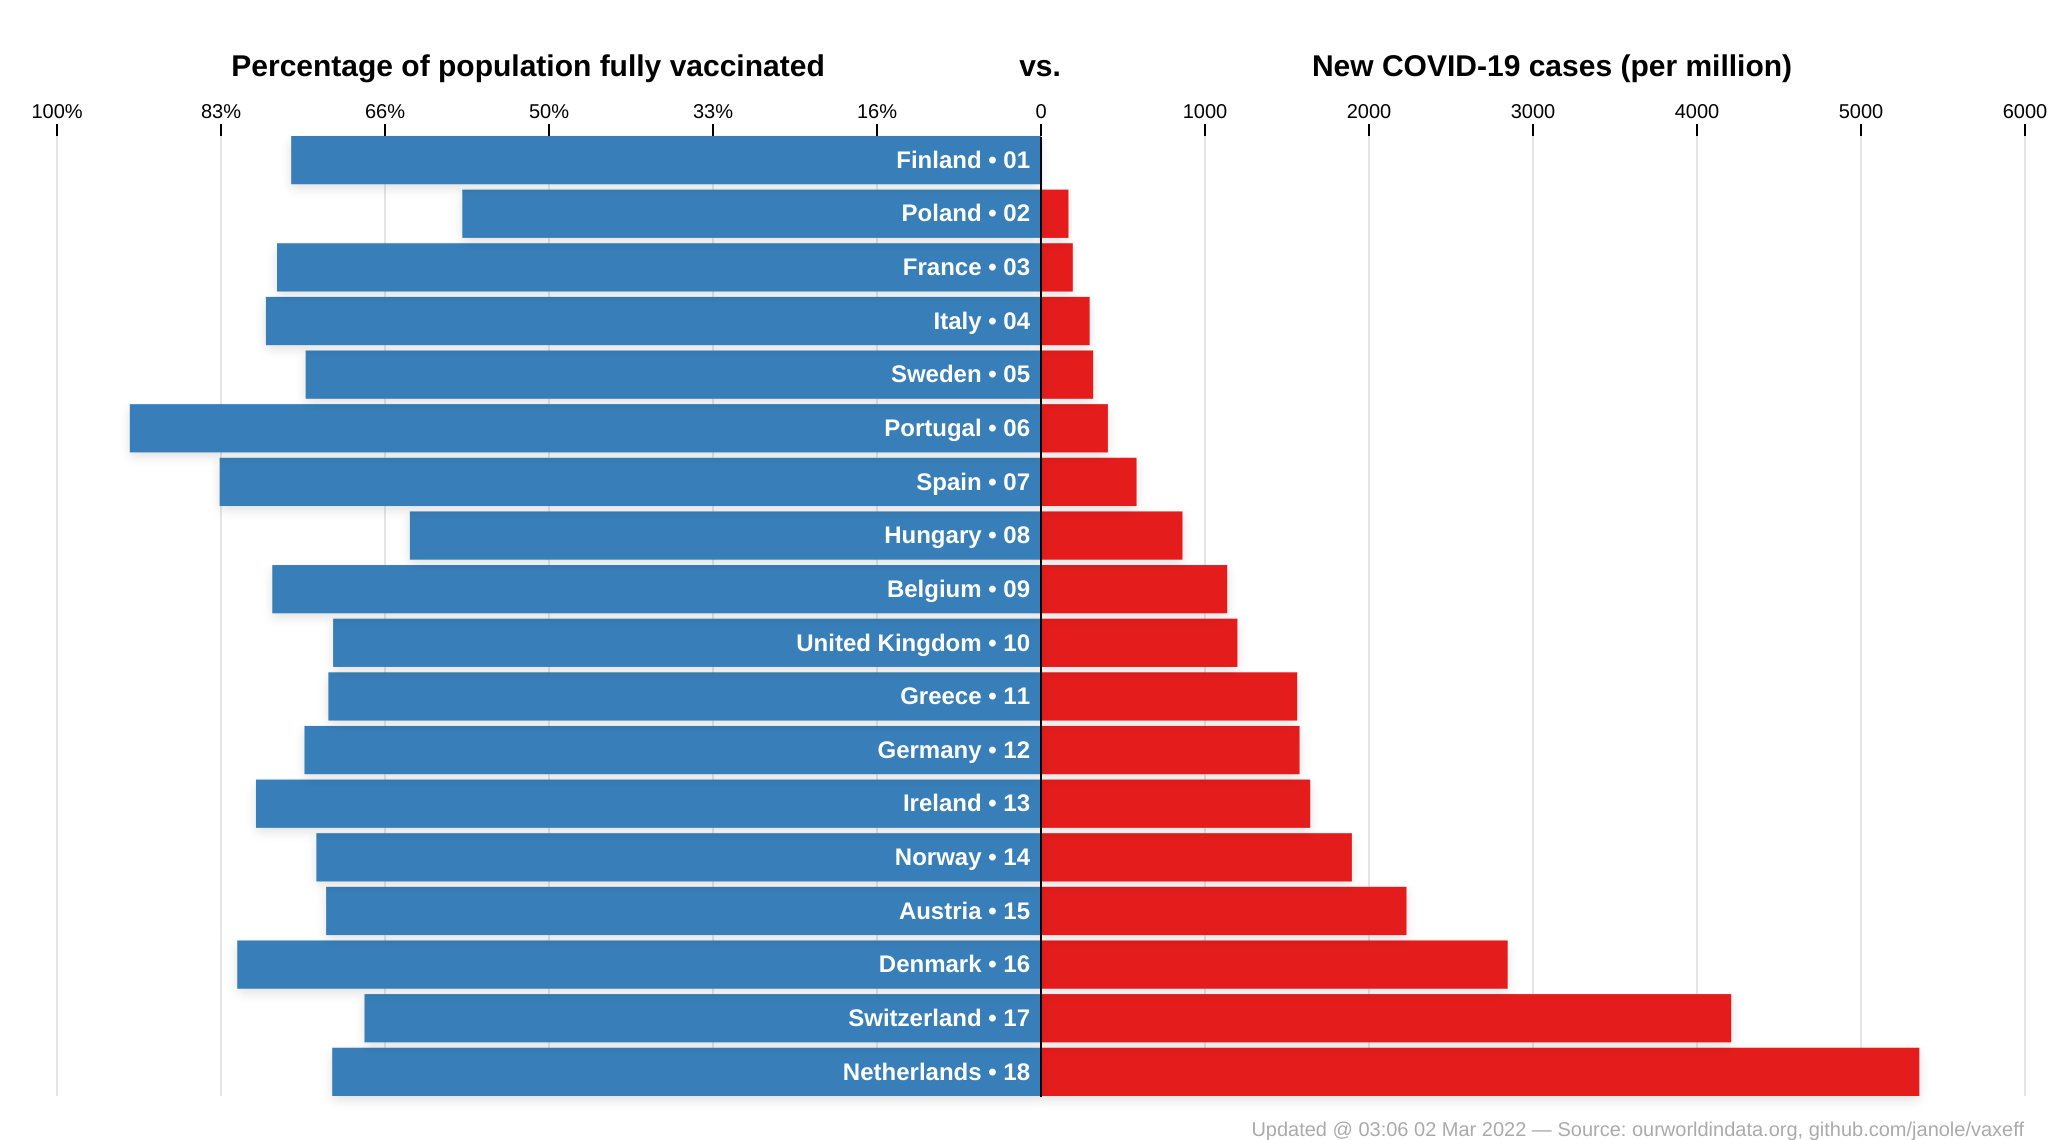 Percentage of population fully vaccinated vs. New COVID-19 cases (per million)
100% 83% 66% 50% 33% 16% 0 1000 2000 3000 4000 5000 6000
Finland • 01
Poland • 02
France • 03
Italy • 04
Sweden • 05
Portugal • 06
Spain • 07
Hungary • 08
Belgium • 09
United Kingdom • 10
Greece • 11
Germany • 12
Ireland • 13
Norway • 14
Austria • 15
Denmark • 16
Switzerland • 17
Netherlands • 18
Updated @ 03:06 02 Mar 2022 — Source: ourworldindata.org, github.com/janole/vaxeff